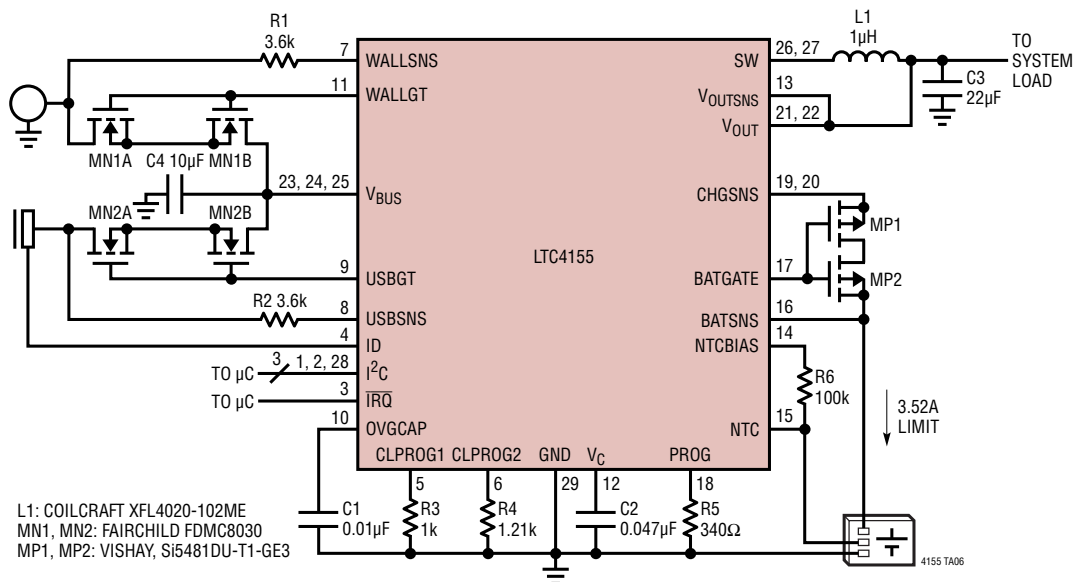 R1
3.6k
7
WALLSNS
11
WALLGT
MN1A
MN1B
C4 10µF
23, 24, 25
VBUS
MN2A
MN2B
9
USBGT
R2 3.6k
8
USBSNS
4
ID
TO µC
3
1, 2, 28
I2C
TO µC
3
IRQ
10
OVGCAP
LTC4155
SW
26, 27
L1
1µH
TO
SYSTEM
LOAD
C3
22µF
VOUTSNS
13
VOUT
21, 22
CHGSNS
19, 20
MP1
BATGATE
17
MP2
BATSNS
16
NTCBIAS
14
R6
100k
NTC
15
3.52A
LIMIT
CLPROG1
CLPROG2
GND
VC
PROG
5
6
29
12
18
C1
0.01µF
R3
1k
R4
1.21k
C2
0.047µF
R5
340Ω
L1: COILCRAFT XFL4020-102ME
MN1, MN2: FAIRCHILD FDMC8030
MP1, MP2: VISHAY, Si5481DU-T1-GE3
4155 TA06